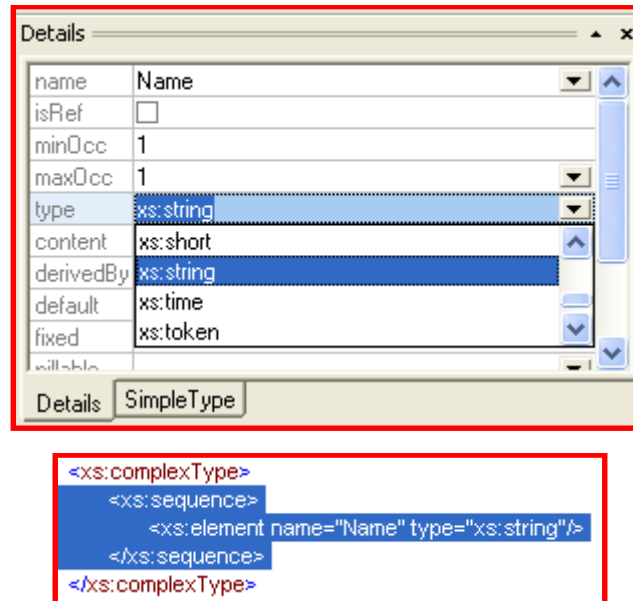 Details
name Name
isRef
minOcc 1
maxOcc 1
type xs:string
content xs:short
derivedBy xs:string
default xs:time
fixed xs:token
nillable
Details SimpleType
<xs:complexType>
<xs:sequence>
<xs:element name="Name" type="xs:string"/>
</xs:sequence>
</xs:complexType>